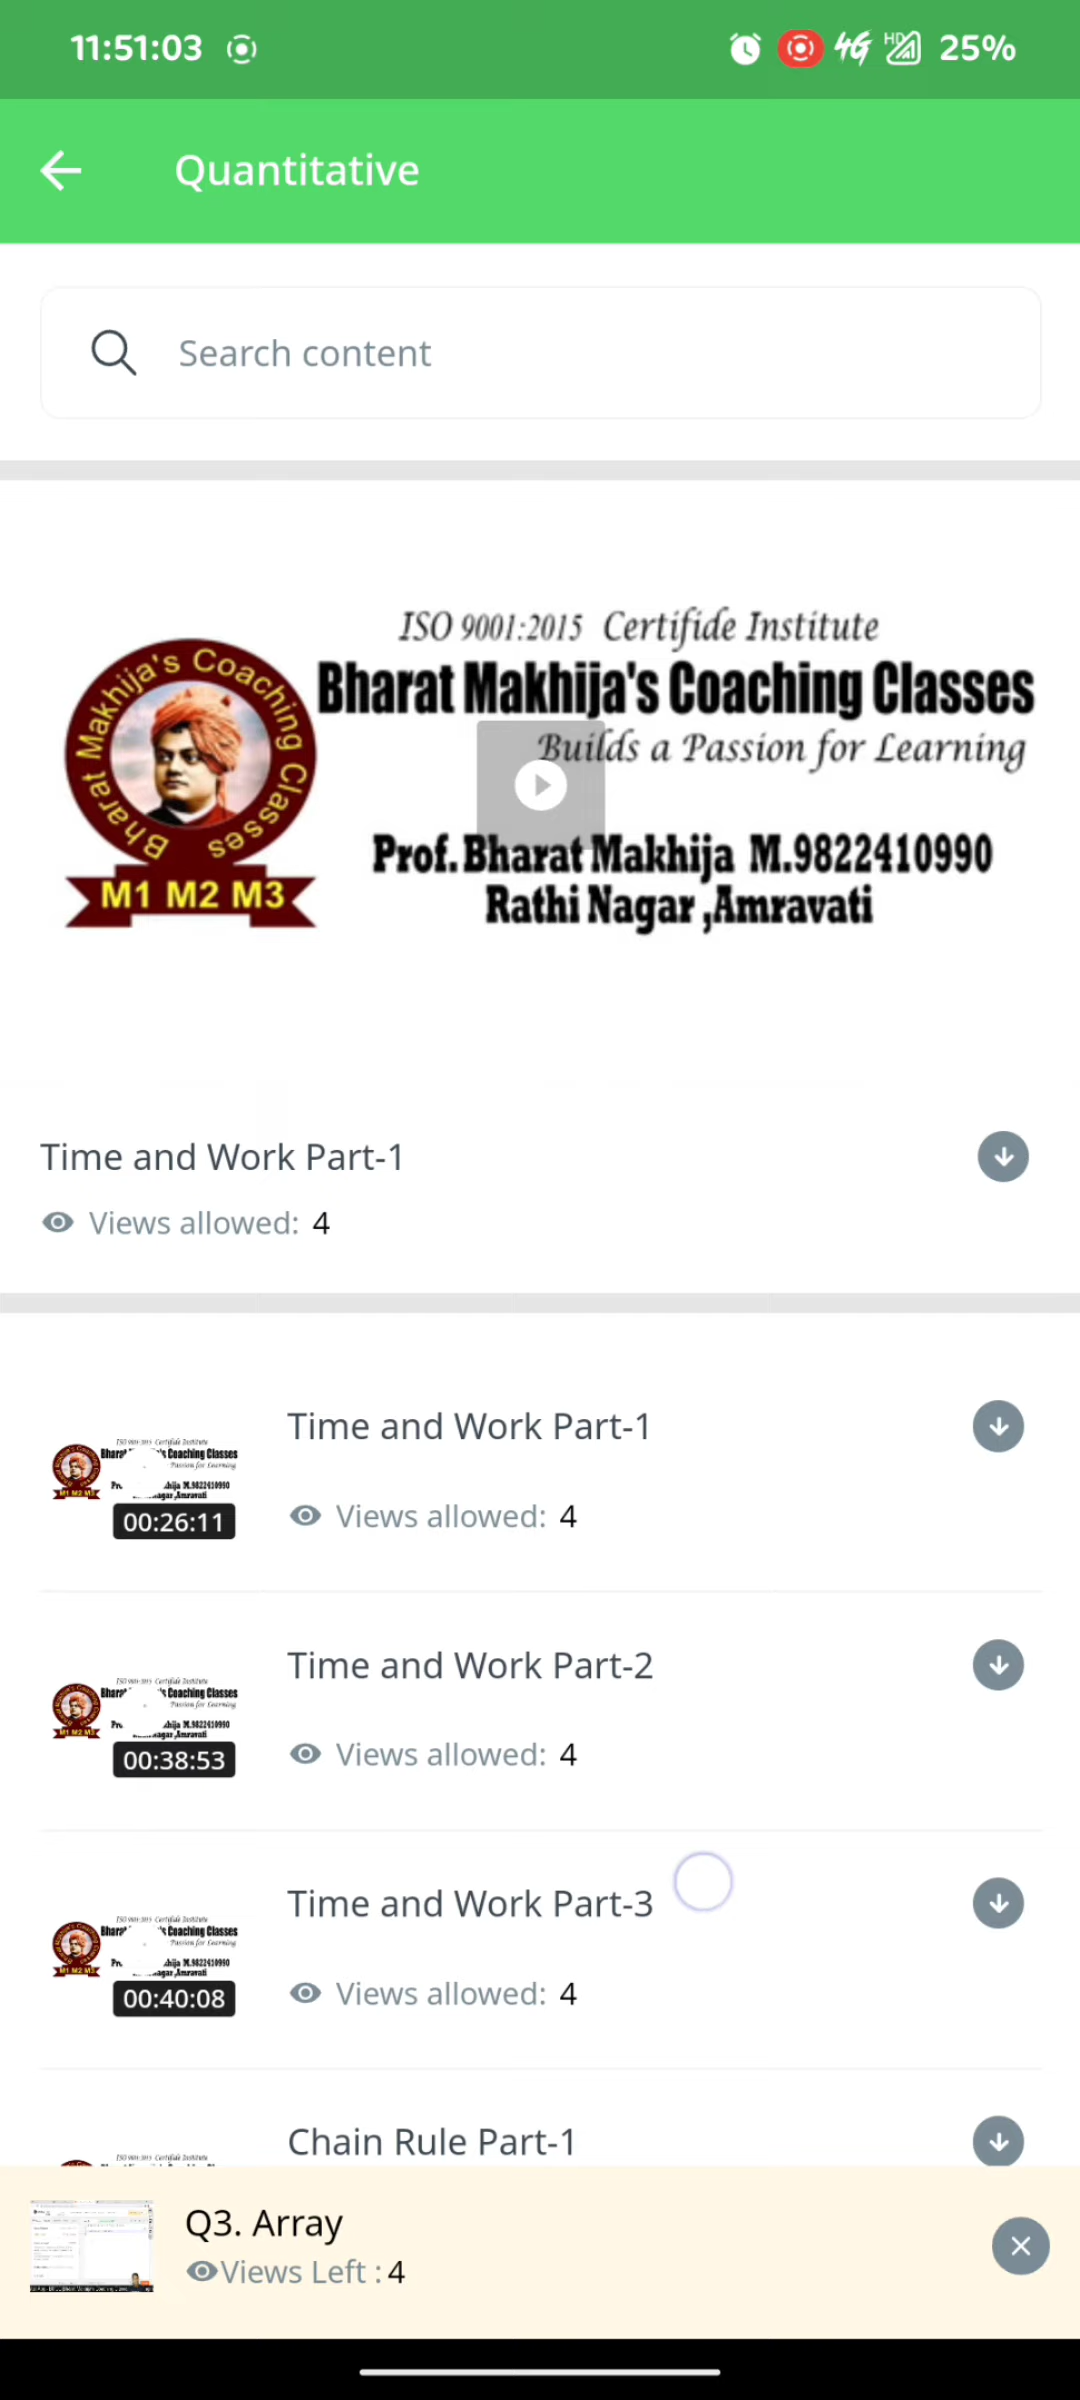 11:51:03
4G HD 25%
Quantitative
Search content
ISO 9001:2015 Certifide Institute
Bharat Makhija's Coaching Classes
Builds a Passion for Learning
Prof. Bharat Makhija M.9822410990
Rathi Nagar ,Amravati
Bharat Makhija's Coaching Classes
M1 M2 M3
Time and Work Part-1
Views allowed: 4
Time and Work Part-1
00:26:11
Views allowed: 4
Time and Work Part-2
00:38:53
Views allowed: 4
Time and Work Part-3
00:40:08
Views allowed: 4
Chain Rule Part-1
Q3. Array
Views Left : 4